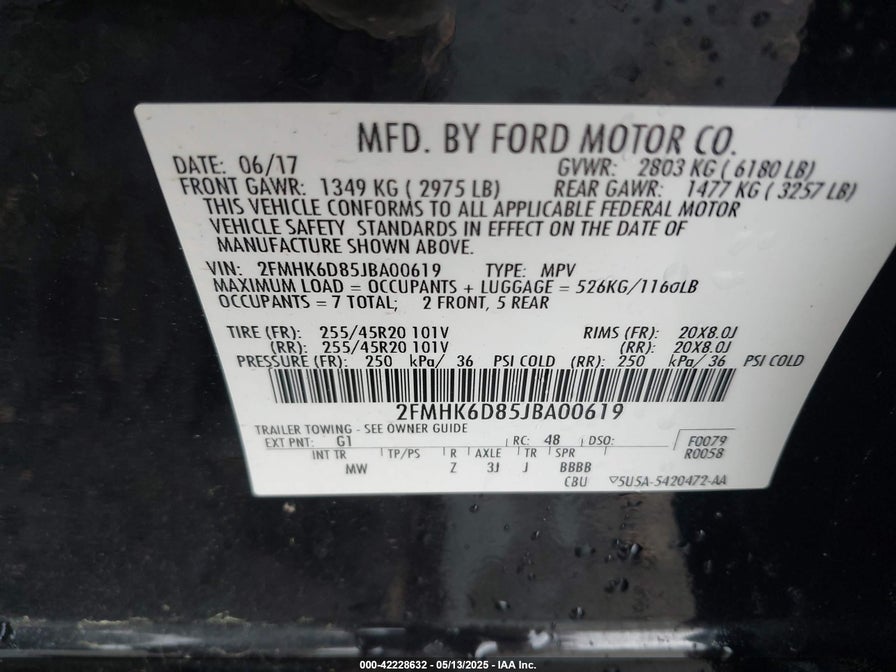 MFD. BY FORD MOTOR CO.
DATE: 06/17 GVWR: 2803 KG ( 6180 LB)
FRONT GAWR: 1349 KG ( 2975 LB) REAR GAWR: 1477 KG ( 3257 LB)
THIS VEHICLE CONFORMS TO ALL APPLICABLE FEDERAL MOTOR
VEHICLE SAFETY STANDARDS IN EFFECT ON THE DATE OF
MANUFACTURE SHOWN ABOVE.
VIN: 2FMHK6D85JBA00619 TYPE: MPV
MAXIMUM LOAD = OCCUPANTS + LUGGAGE = 526KG/1160LB
OCCUPANTS = 7 TOTAL; 2 FRONT, 5 REAR
TIRE (FR): 255/45R20 101V RIMS (FR): 20X8.0J
(RR): 255/45R20 101V (RR): 20X8.0J
PRESSURE (FR): 250 kPa/ 36 PSI COLD (RR): 250 kPa/ 36 PSI COLD
2FMHK6D85JBA00619
TRAILER TOWING - SEE OWNER GUIDE
EXT PNT: G1 RC: 48 DSO: F0079
INT TR TP/PS R AXLE TR SPR R0058
MW Z 3J J BBBB
CBU ▽5U5A-5420472-AA
000-42228632 - 05/13/2025 - IAA Inc.